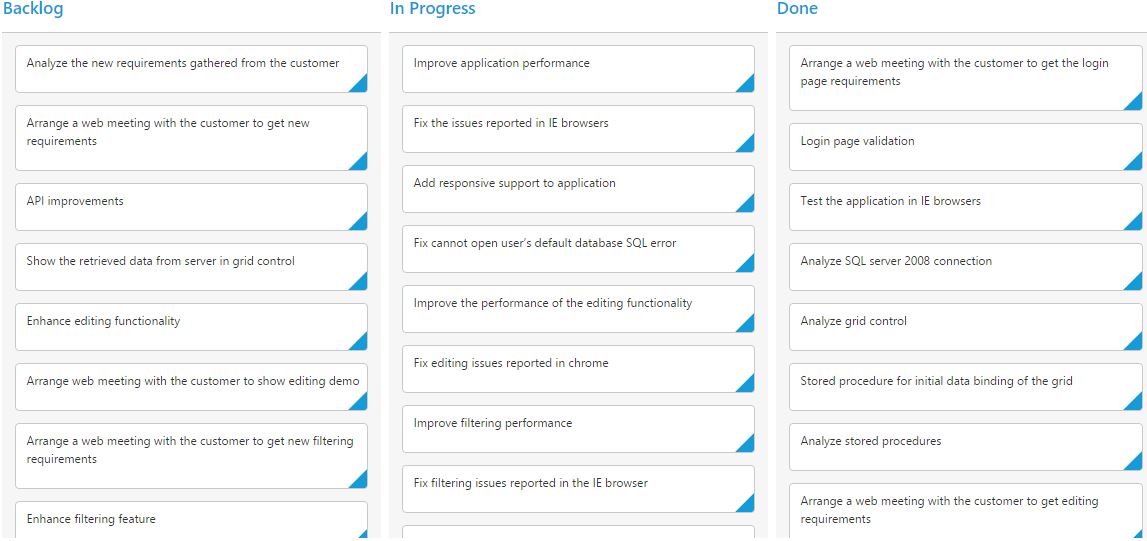 Backlog
Analyze the new requirements gathered from the customer
Arrange a web meeting with the customer to get new
requirements
API improvements
Show the retrieved data from server in grid control
Enhance editing functionality
Arrange web meeting with the customer to show editing demo
Arrange a web meeting with the customer to get new filtering
requirements
Enhance filtering feature
In Progress
Improve application performance
Fix the issues reported in IE browsers
Add responsive support to application
Fix cannot open user's default database SQL error
Improve the performance of the editing functionality
Fix editing issues reported in chrome
Improve filtering performance
Fix filtering issues reported in the IE browser
Done
Arrange a web meeting with the customer to get the login
page requirements
Login page validation
Test the application in IE browsers
Analyze SQL server 2008 connection
Analyze grid control
Stored procedure for initial data binding of the grid
Analyze stored procedures
Arrange a web meeting with the customer to get editing
requirements